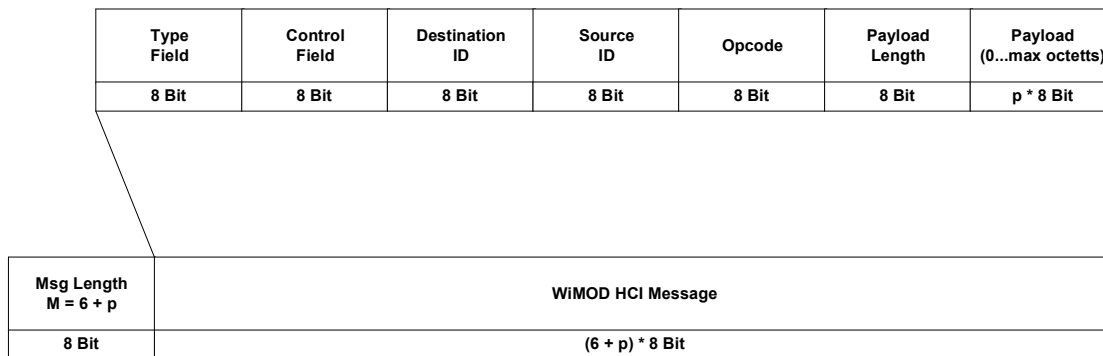 Type Field
Control Field
Destination ID
Source ID
Opcode
Payload Length
Payload (0...max octetts)
8 Bit
8 Bit
8 Bit
8 Bit
8 Bit
8 Bit
p * 8 Bit
Msg Length
M = 6 + p
WiMOD HCI Message
8 Bit
(6 + p) * 8 Bit